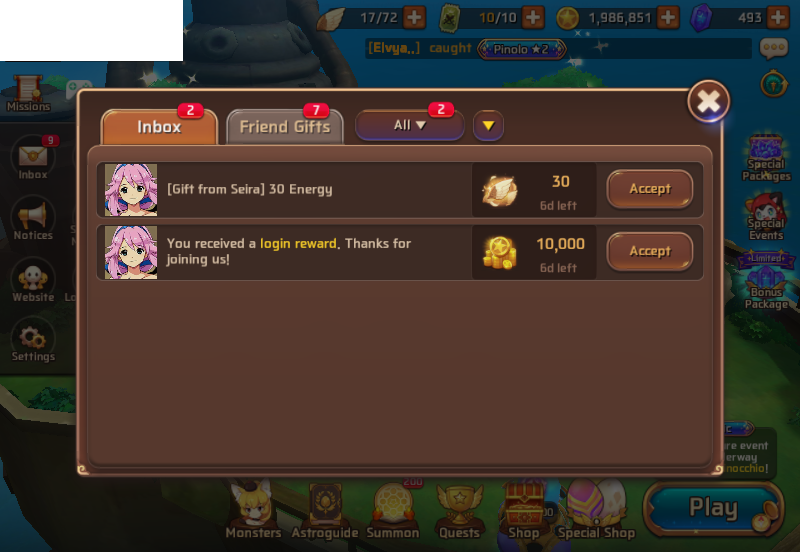 17/72
10/10
1,986,851
493
[Elvya..] caught Pinolo ★2
Missions
Inbox
2
Friend Gifts
7
All ▼
2
[Gift from Seira] 30 Energy
30
6d left
Accept
You received a login reward. Thanks for
joining us!
10,000
6d left
Accept
9
Inbox
Notices
Website
Settings
Special
Packages
Special
Events
Limited
Bonus
Package
event
nocchio!
Monsters
Astroguide
200
Summon
Quests
Shop
Special Shop
Play